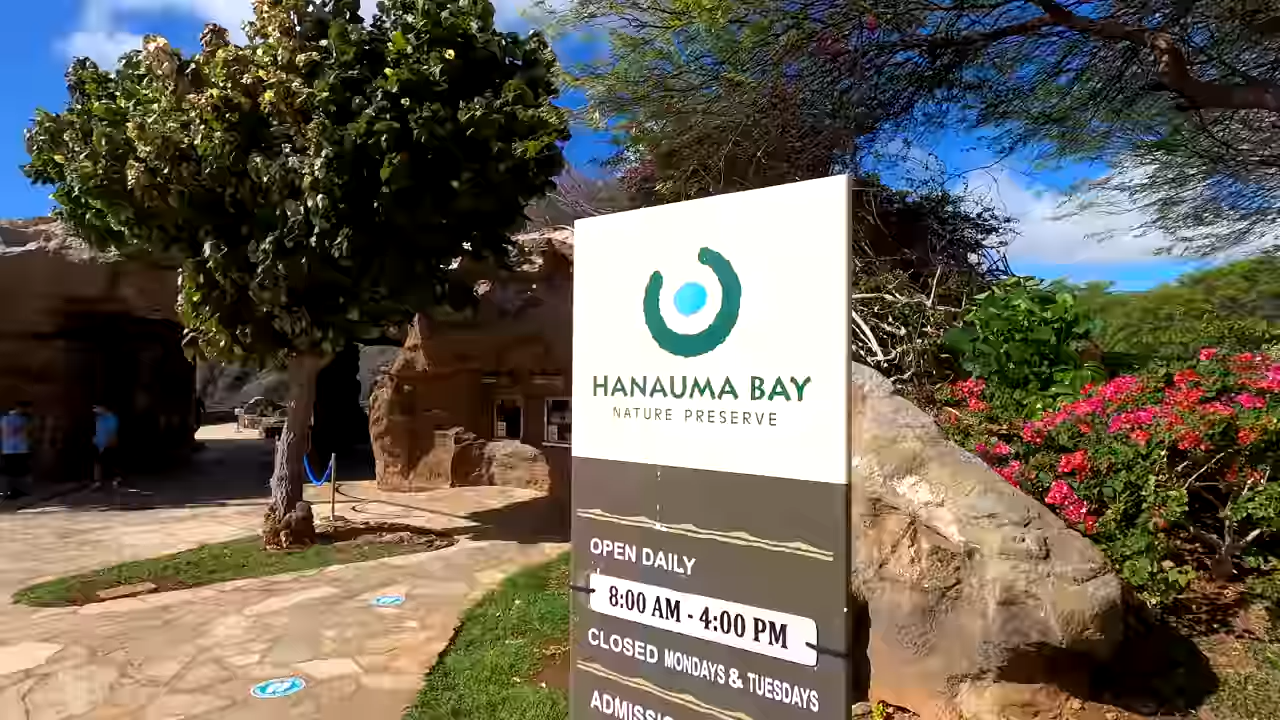 HANAUMA BAY
NATURE PRESERVE
OPEN DAILY
8:00 AM - 4:00 PM
CLOSED MONDAYS & TUESDAYS